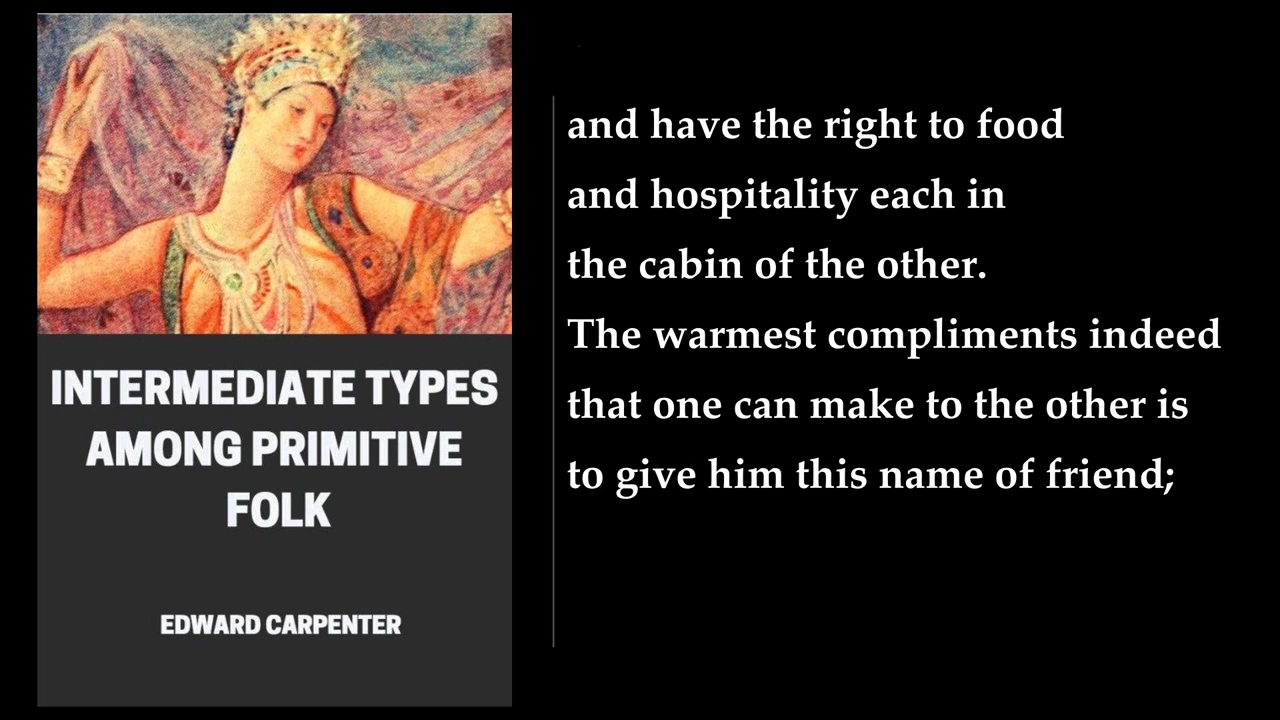 INTERMEDIATE TYPES
AMONG PRIMITIVE
FOLK
EDWARD CARPENTER
and have the right to food
and hospitality each in
the cabin of the other.
The warmest compliments indeed
that one can make to the other is
to give him this name of friend;